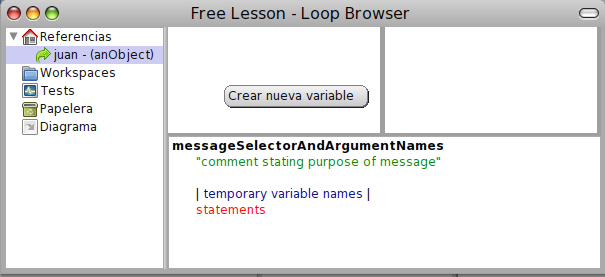 Free Lesson - Loop Browser
Referencias
juan - (anObject)
Workspaces
Tests
Papelera
Diagrama
Crear nueva variable
messageSelectorAndArgumentNames
"comment stating purpose of message"
| temporary variable names |
statements